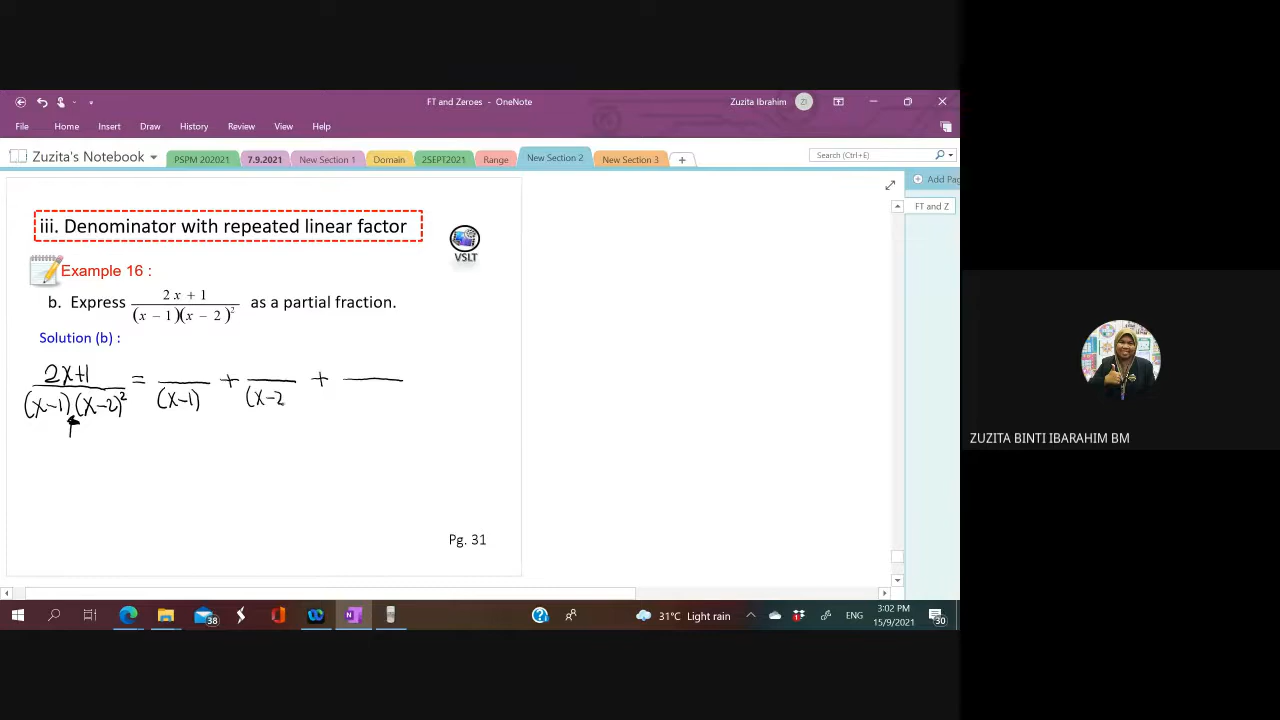 FT and Zeroes - OneNote
Zuzita Ibrahim ZI
File Home Insert Draw History Review View Help
Zuzita's Notebook PSPM 202021 7.9.2021 New Section 1 Domain 2SEPT2021 Range New Section 2 New Section 3 + Search (Ctrl+E)
Add Pag
FT and Z
iii. Denominator with repeated linear factor
VSLT
Example 16 :
b. Express (2x + 1)/((x − 1)(x − 2)²) as a partial fraction.
Solution (b) :
2x+1 = + +
(x-1)(x-2)² (x-1) (x-2
Pg. 31
ZUZITA BINTI IBARAHIM BM
38 31°C Light rain ENG 3:02 PM
15/9/2021 30